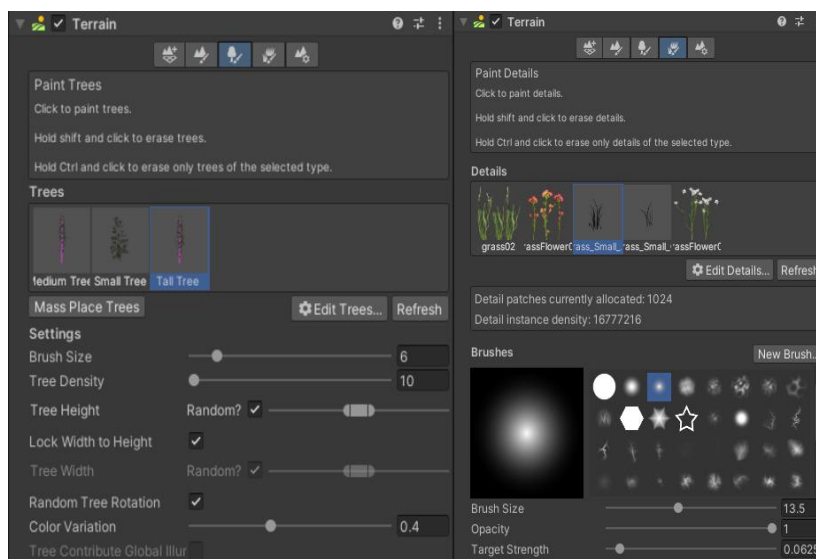 Terrain
Paint Trees
Click to paint trees.
Hold shift and click to erase trees.
Hold Ctrl and click to erase only trees of the selected type.
Trees
Tree Small Tree Tall Tree
Mass Place Trees Edit Trees... Refresh
Settings
Brush Size 6
Tree Density 10
Tree Height Random?
Lock Width to Height
Tree Width Random?
Random Tree Rotation
Color Variation 0.4
Tree Contribute Global Illur
Terrain
Paint Details
Click to paint details.
Hold shift and click to erase details.
Hold Ctrl and click to erase only details of the selected type.
Details
grass02 rassFlower( rass_Small_ rass_Small_ assFlower(
Edit Details... Refresh
Detail patches currently allocated: 1024
Detail instance density: 16777216
Brushes New Brush..
Brush Size 13.5
Opacity 1
Target Strength 0.0625